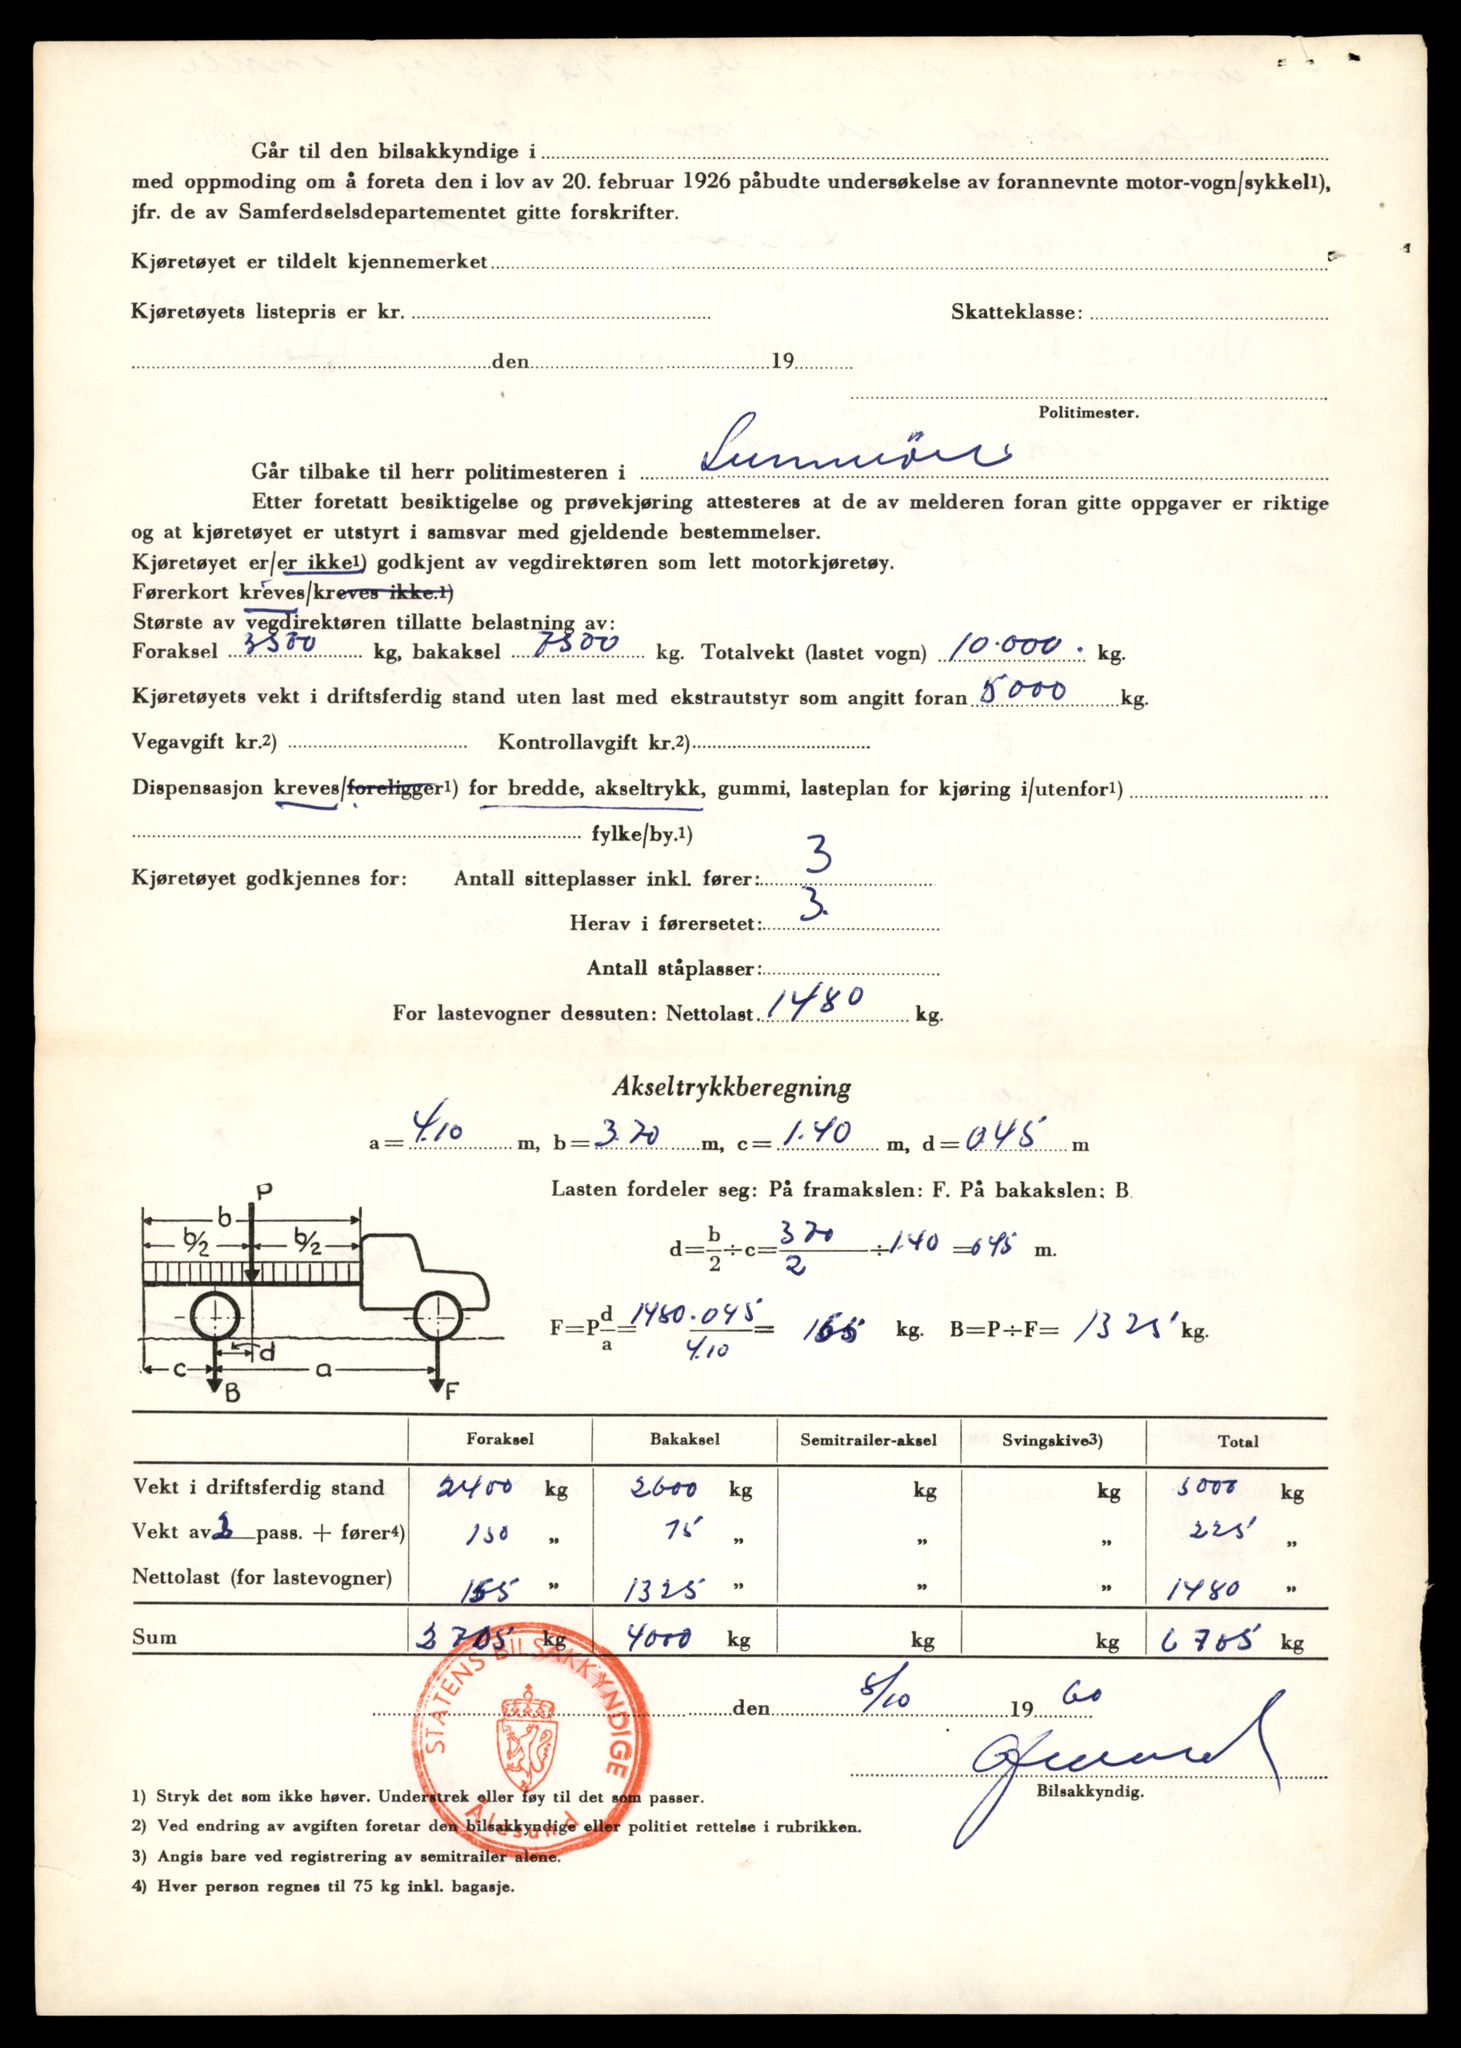 Går til den bilsakkyndige i
med oppmoding om å foreta den i lov av 20. februar 1926 påbudte undersøkelse av forannevnte motor-vogn/sykkel1),
jfr. de av Samferdselsdepartementet gitte forskrifter.
Kjøretøyet er tildelt kjennemerket
Kjøretøyets listepris er kr. Skatteklasse:
den 19
Politimester.
Går tilbake til herr politimesteren i Sunnmöre
Etter foretatt besiktigelse og prøvekjøring attesteres at de av melderen foran gitte oppgaver er riktige
og at kjøretøyet er utstyrt i samsvar med gjeldende bestemmelser.
Kjøretøyet er/er ikke1) godkjent av vegdirektøren som lett motorkjøretøy.
Førerkort kreves/kreves ikke.1)
Største av vegdirektøren tillatte belastning av:
Foraksel 3500 kg, bakaksel 7500 kg. Totalvekt (lastet vogn) 10.000. kg.
Kjøretøyets vekt i driftsferdig stand uten last med ekstrautstyr som angitt foran 5000 kg.
Vegavgift kr.2) Kontrollavgift kr.2)
Dispensasjon kreves/foreligger1) for bredde, akseltrykk, gummi, lasteplan for kjøring i/utenfor1)
fylke/by.1)
Kjøretøyet godkjennes for: Antall sitteplasser inkl. fører: 3
Herav i førersetet: 3.
Antall ståplasser:
For lastevogner dessuten: Nettolast 1480 kg.
Akseltrykkberegning
a= 4.10 m, b= 3.70 m, c= 1.40 m, d= 045 m
Lasten fordeler seg: På framakslen: F. På bakakslen: B.
d= b/2 ÷c= 370/2 ÷ 1.40 = 045 m.
F=P d/a = 1480.045/4.10 = 155 kg. B=P÷F= 1325 kg.
P
b
b/2 b/2
d
c a
B F
Foraksel Bakaksel Semitrailer-aksel Svingskive3) Total
Vekt i driftsferdig stand 2400 kg 2600 kg kg kg 5000 kg
Vekt av 2 pass. + fører4) 150 „ 75 „ „ „ 225 „
Nettolast (for lastevogner) 155 „ 1325 „ „ „ 1480 „
Sum 2705 kg 4000 kg kg kg 6705 kg
den 5/10 19 60
STATENS BILSAKKYNDIGE
Ålesund
Bilsakkyndig.
1) Stryk det som ikke høver. Understrek eller føy til det som passer.
2) Ved endring av avgiften foretar den bilsakkyndige eller politiet rettelse i rubrikken.
3) Angis bare ved registrering av semitrailer alene.
4) Hver person regnes til 75 kg inkl. bagasje.